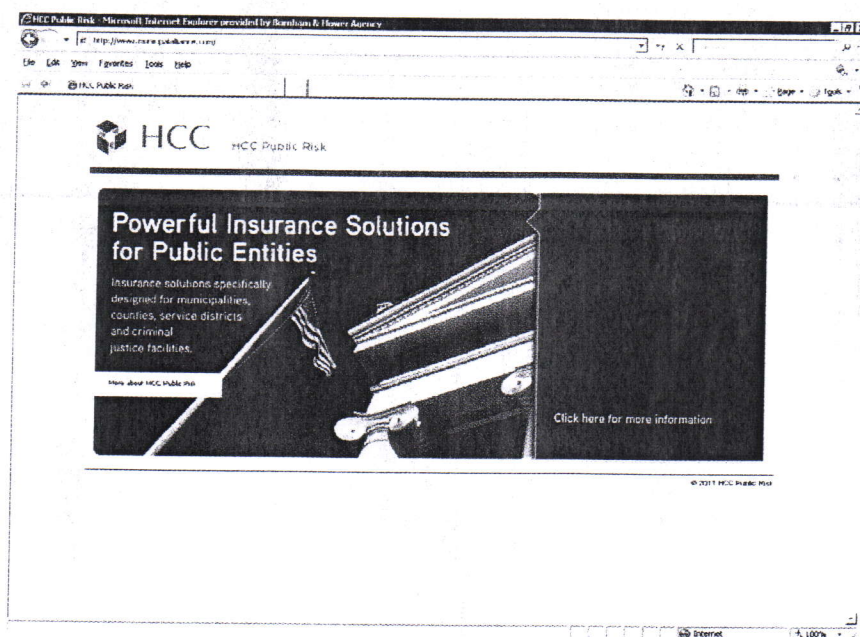 HCC Public Risk - Microsoft Internet Explorer provided by Burnham & Flower Agency
File Edit View Favorites Tools Help
HCC Public Risk
Page Tools
HCC HCC Public Risk
Powerful Insurance Solutions
for Public Entities
Insurance solutions specifically
designed for municipalities,
counties, service districts
and criminal
justice facilities.
More about HCC Public Risk
Click here for more information
© 2011 HCC Public Risk
Internet 100%